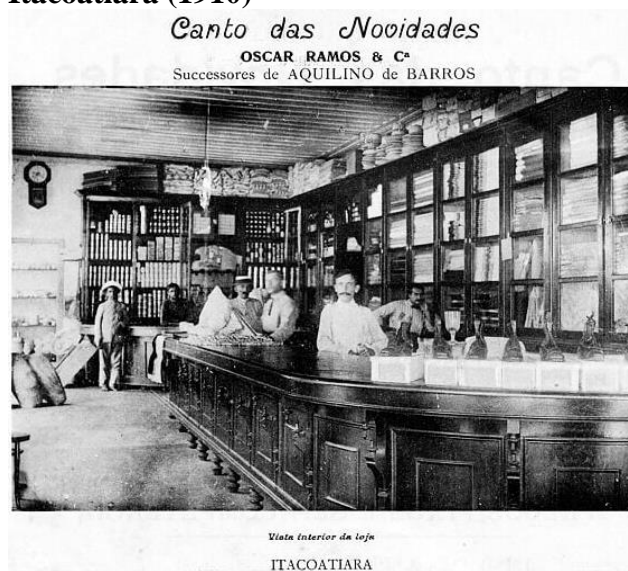 Itacoatiara (1910)
Canto das Novidades
OSCAR RAMOS & Cª
Successores de AQUILINO de BARROS
Vista interior da loja
ITACOATIARA